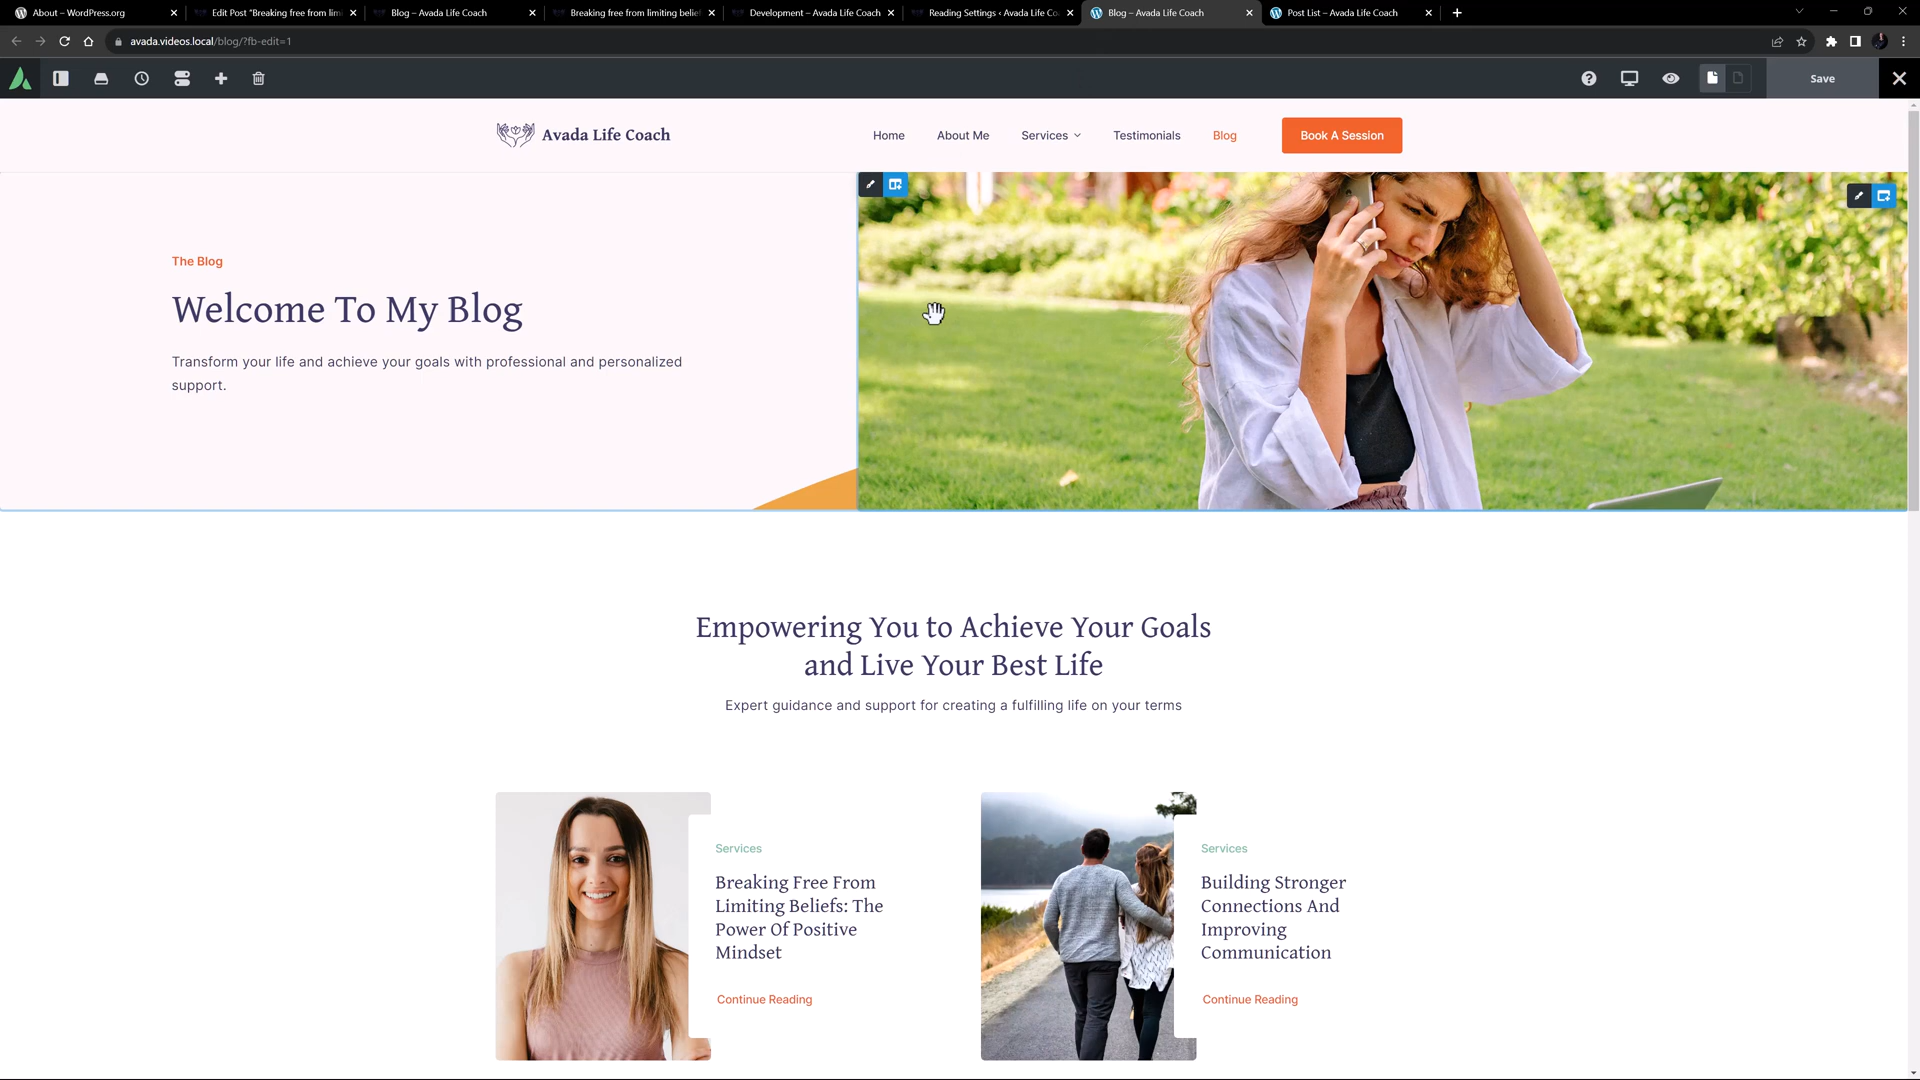 About – WordPress.org
Edit Post "Breaking free from limi
Blog – Avada Life Coach
Breaking free from limiting belief
Development – Avada Life Coach
Reading Settings ‹ Avada Life Co
Blog – Avada Life Coach
Post List – Avada Life Coach
avada.videos.local/blog/?fb-edit=1
Save
Avada Life Coach
Home
About Me
Services
Testimonials
Blog
Book A Session
The Blog
Welcome To My Blog
Transform your life and achieve your goals with professional and personalized
support.
Empowering You to Achieve Your Goals
and Live Your Best Life
Expert guidance and support for creating a fulfilling life on your terms
Services
Breaking Free From
Limiting Beliefs: The
Power Of Positive
Mindset
Continue Reading
Services
Building Stronger
Connections And
Improving
Communication
Continue Reading